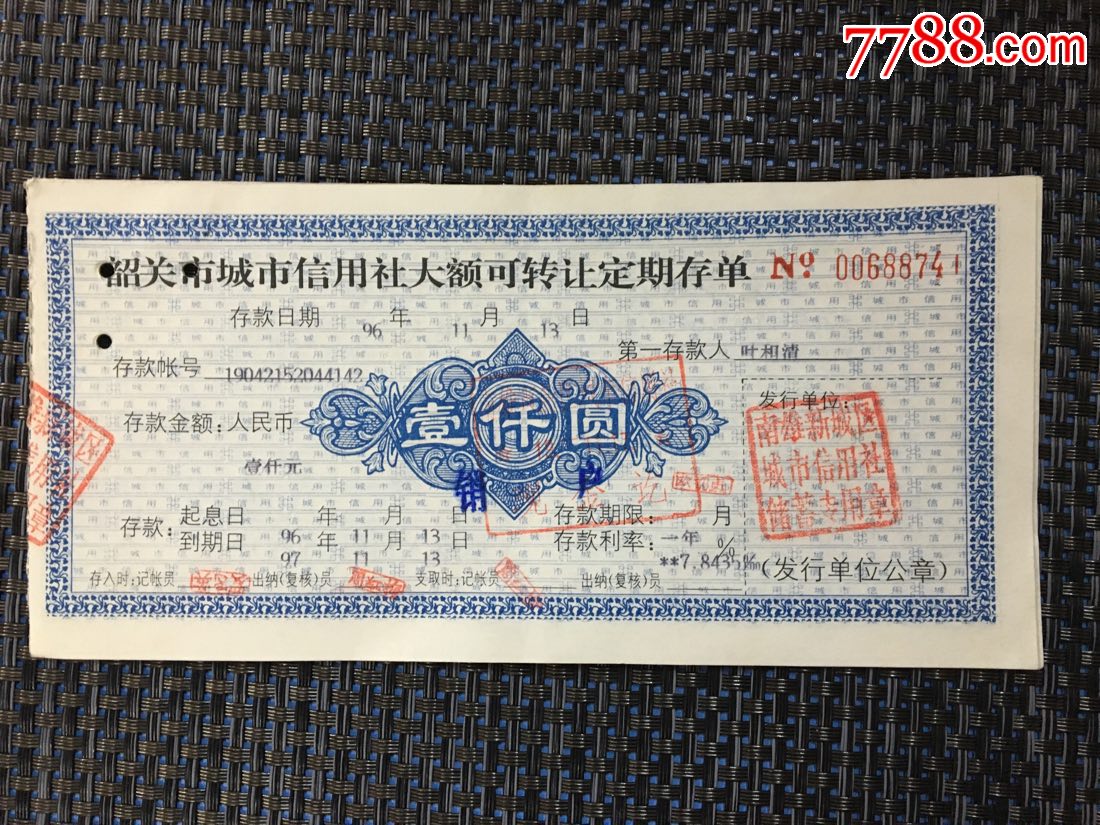 7788.com
韶关市城市信用社大额可转让定期存单 No 00688741
存款日期 96 年 11 月 13 日
存款帐号 19042152044142 第一存款人 叶相清
存款金额:人民币 壹仟圆 发行单位:
壹仟元
南海新城区
城市信用社
储蓄专用章
销户
存款: 起息日 96 年 11 月 13 日 存款期限: 一年 月
到期日 97 年 11 月 13 日 存款利率: **7.8435‰
(发行单位公章)
存入时:记帐员 出纳(复核)员 支取时:记帐员 出纳(复核)员